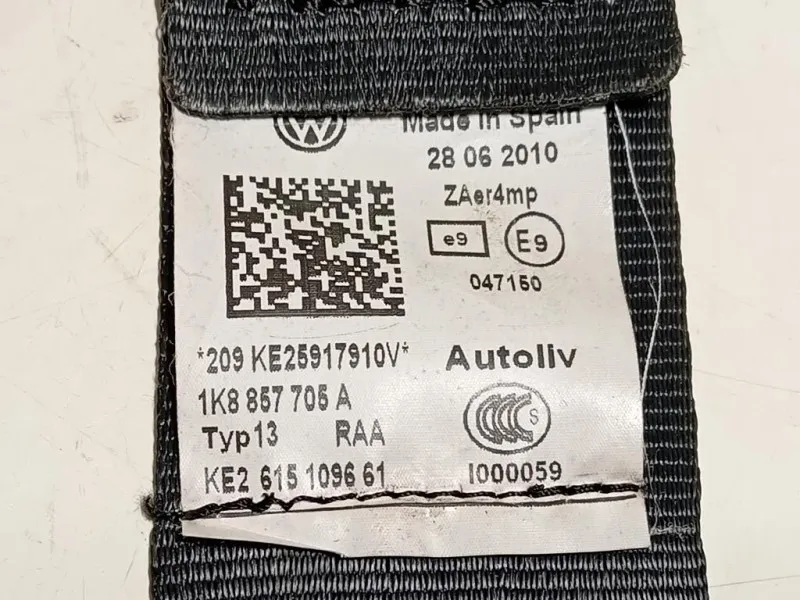 Made in Spain
28 06 2010
ZAer4mp
e9 E9
047150
*209 KE25917910V* Autoliv
1K8 857 705 A
Typ13 RAA
S
KE2 615 1096 61 I000059